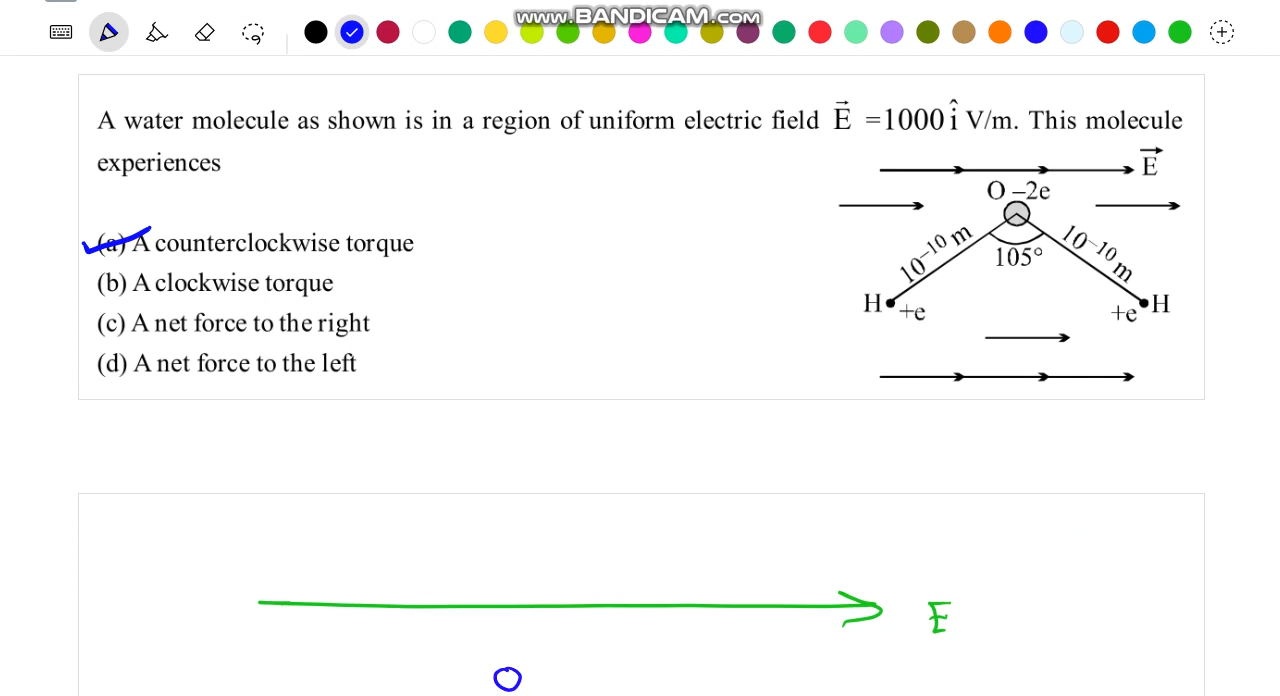 www.BANDICAM.com
A water molecule as shown is in a region of uniform electric field E⃗ =1000 î V/m. This molecule
experiences
E⃗
O –2e
(a) A counterclockwise torque
10⁻¹⁰ m
105°
10⁻¹⁰ m
(b) A clockwise torque
H +e
+e H
(c) A net force to the right
(d) A net force to the left
E